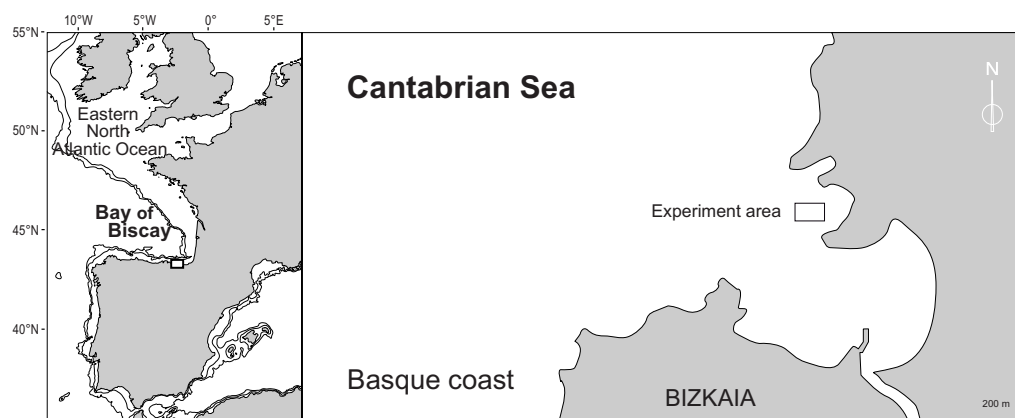 10°W 5°W 0° 5°E
55°N
50°N
45°N
40°N
Eastern
North
Atlantic Ocean
Bay of
Biscay
Cantabrian Sea
N
Experiment area
Basque coast
BIZKAIA
200 m